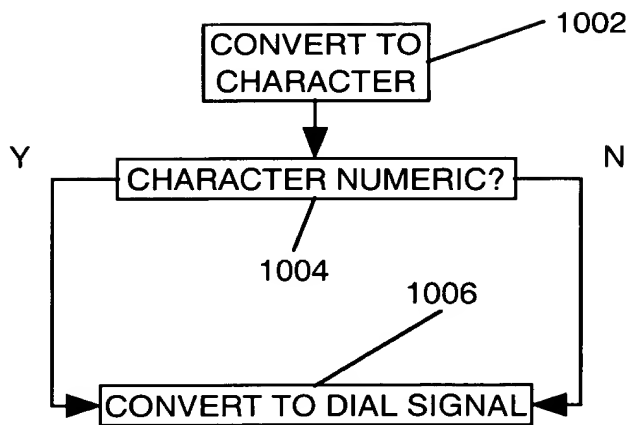 1002
CONVERT TO
CHARACTER
Y
N
CHARACTER NUMERIC?
1004
1006
CONVERT TO DIAL SIGNAL